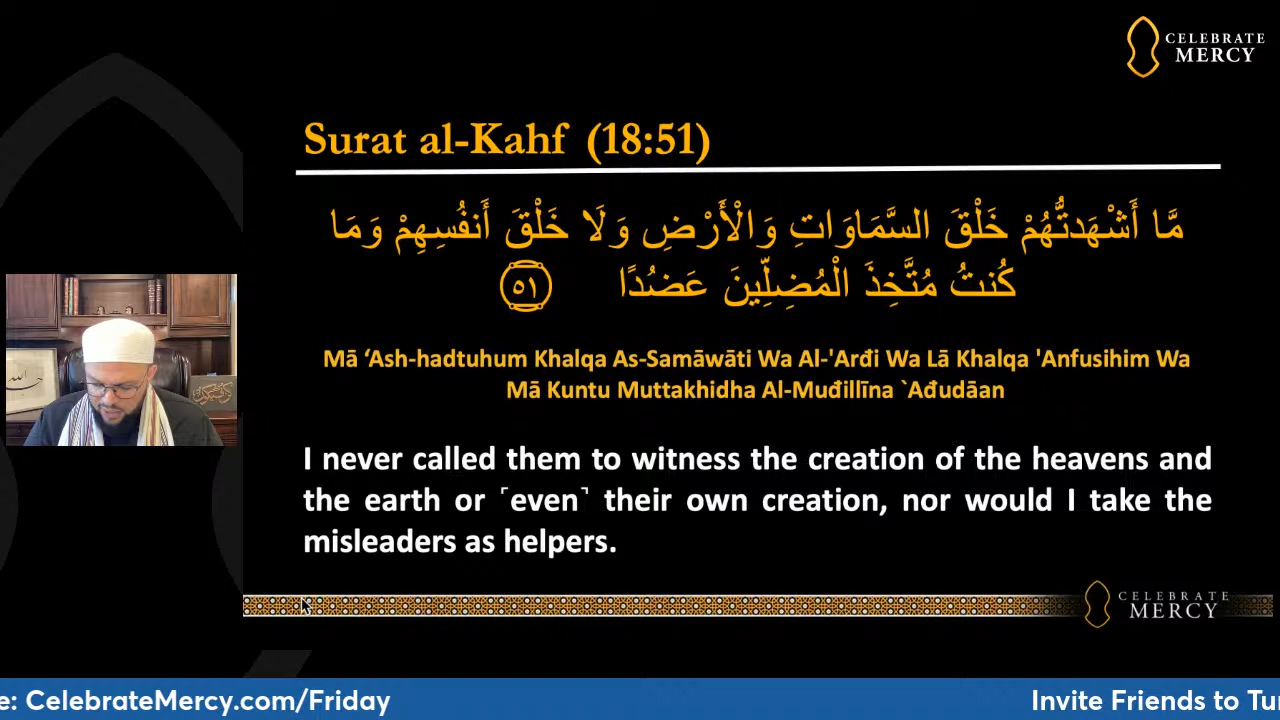 CELEBRATE
MERCY
Surat al-Kahf (18:51)
مَّا أَشْهَدتُّهُمْ خَلْقَ السَّمَاوَاتِ وَالْأَرْضِ وَلَا خَلْقَ أَنفُسِهِمْ وَمَا
كُنتُ مُتَّخِذَ الْمُضِلِّينَ عَضُدًا ٥١
Mā ‘Ash-hadtuhum Khalqa As-Samāwāti Wa Al-'Arđi Wa Lā Khalqa 'Anfusihim Wa
Mā Kuntu Muttakhidha Al-Muđillīna `Ađudāan
I never called them to witness the creation of the heavens and
the earth or ˹even˺ their own creation, nor would I take the
misleaders as helpers.
CELEBRATE
MERCY
e: CelebrateMercy.com/Friday Invite Friends to Tu